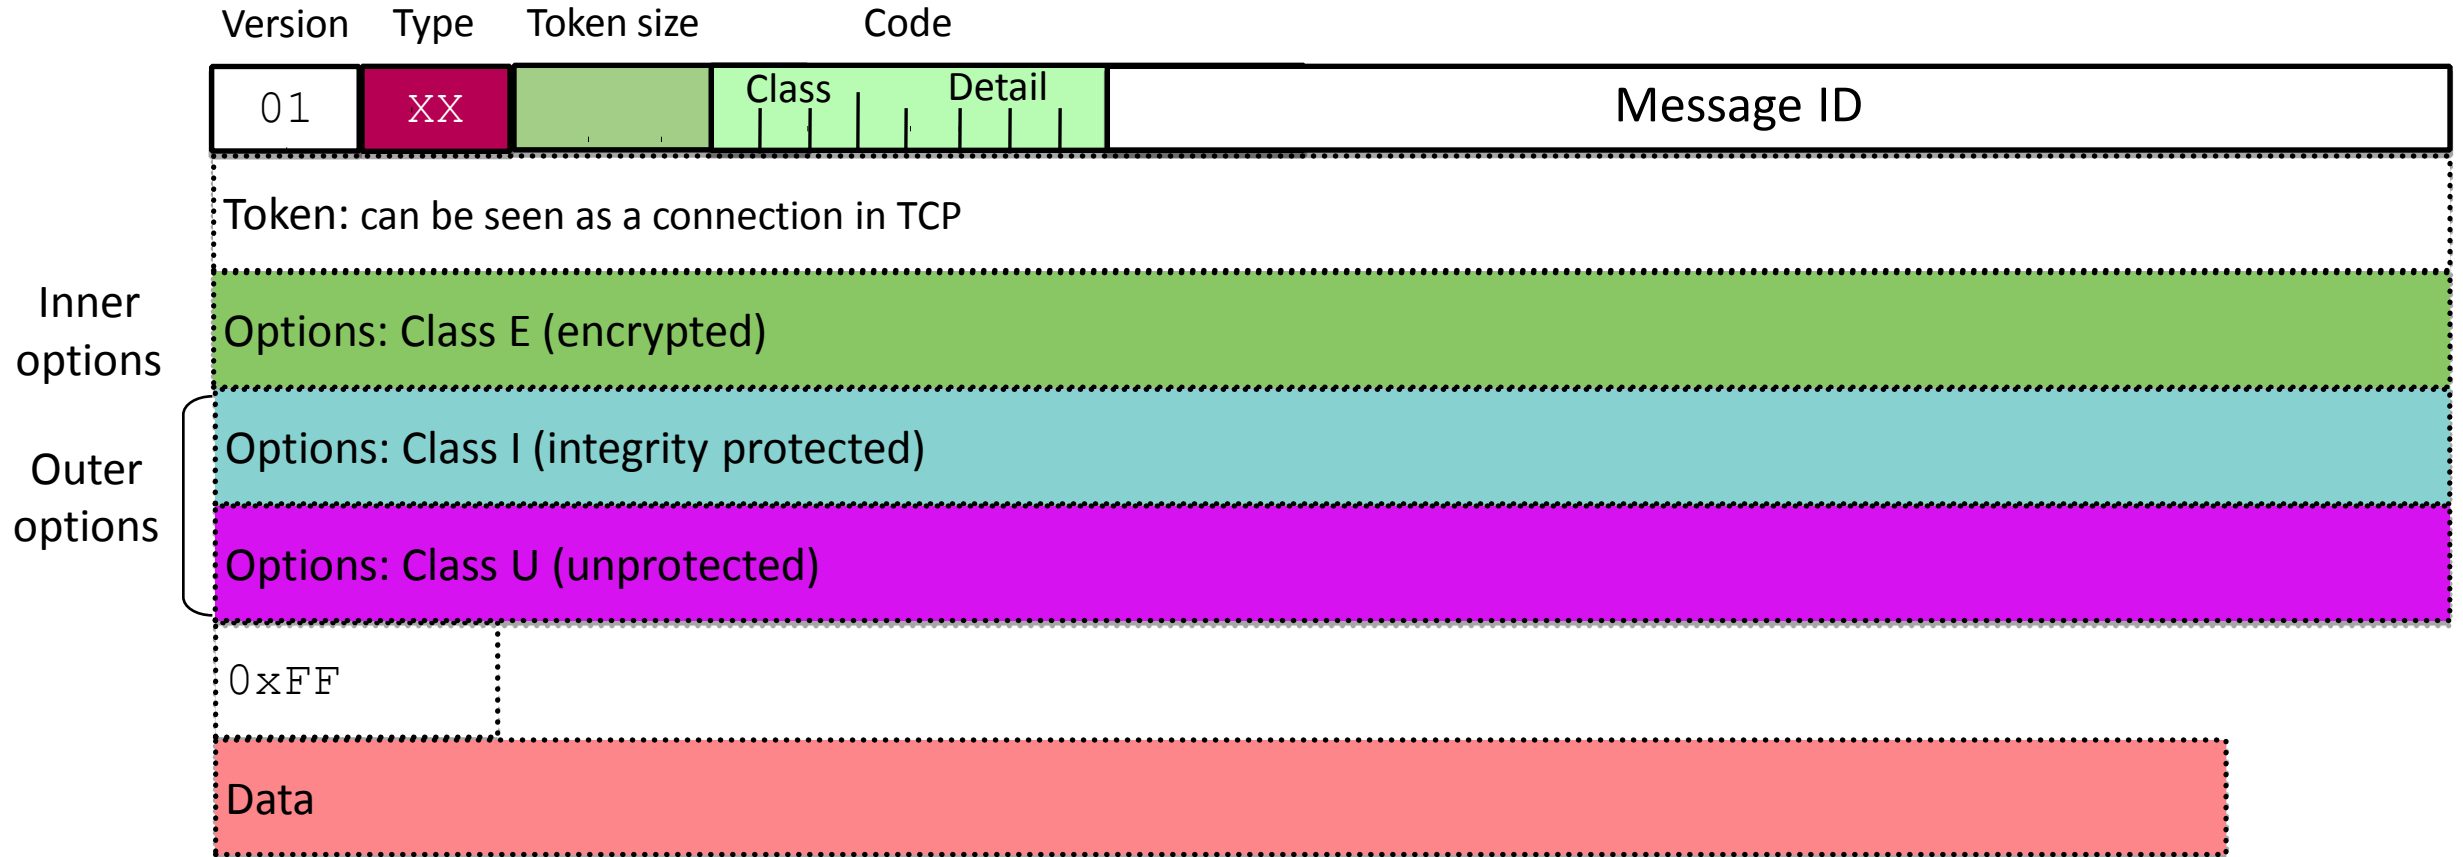 Version Type Token size Code
01 XX Class Detail Message ID
Token: can be seen as a connection in TCP
Inner
options
Options: Class E (encrypted)
Options: Class I (integrity protected)
Outer
options
Options: Class U (unprotected)
0xFF
Data